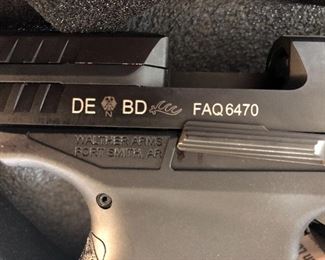 DE N BD FAQ6470
WALTHER ARMS
FORT SMITH, AR